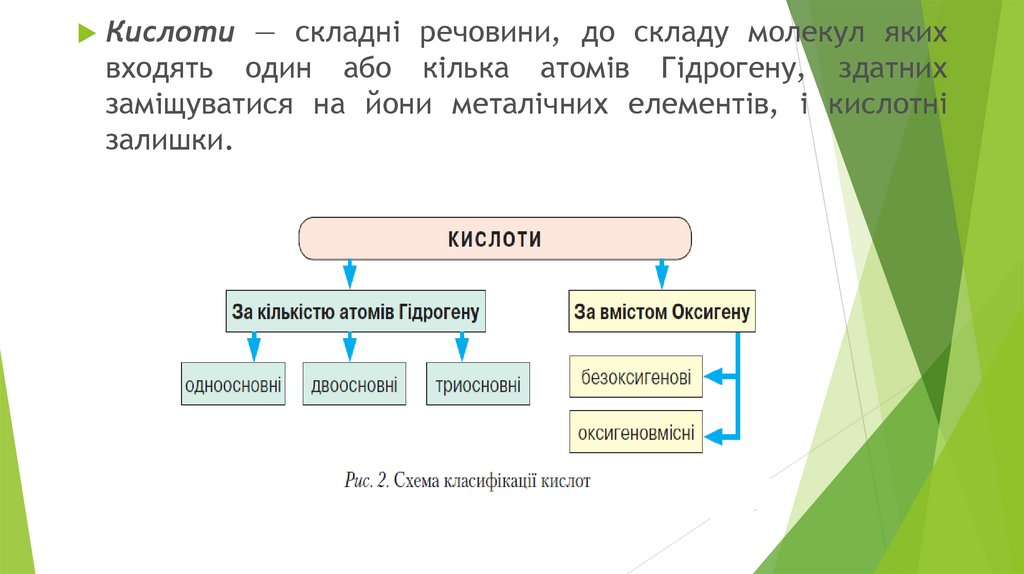 Кислоти — складні речовини, до складу молекул яких
входять один або кілька атомів Гідрогену, здатних
заміщуватися на йони металічних елементів, і кислотні
залишки.
КИСЛОТИ
За кількістю атомів Гідрогену
За вмістом Оксигену
одноосновні
двоосновні
триосновні
безоксигенові
оксигеновмісні
Рис. 2. Схема класифікації кислот